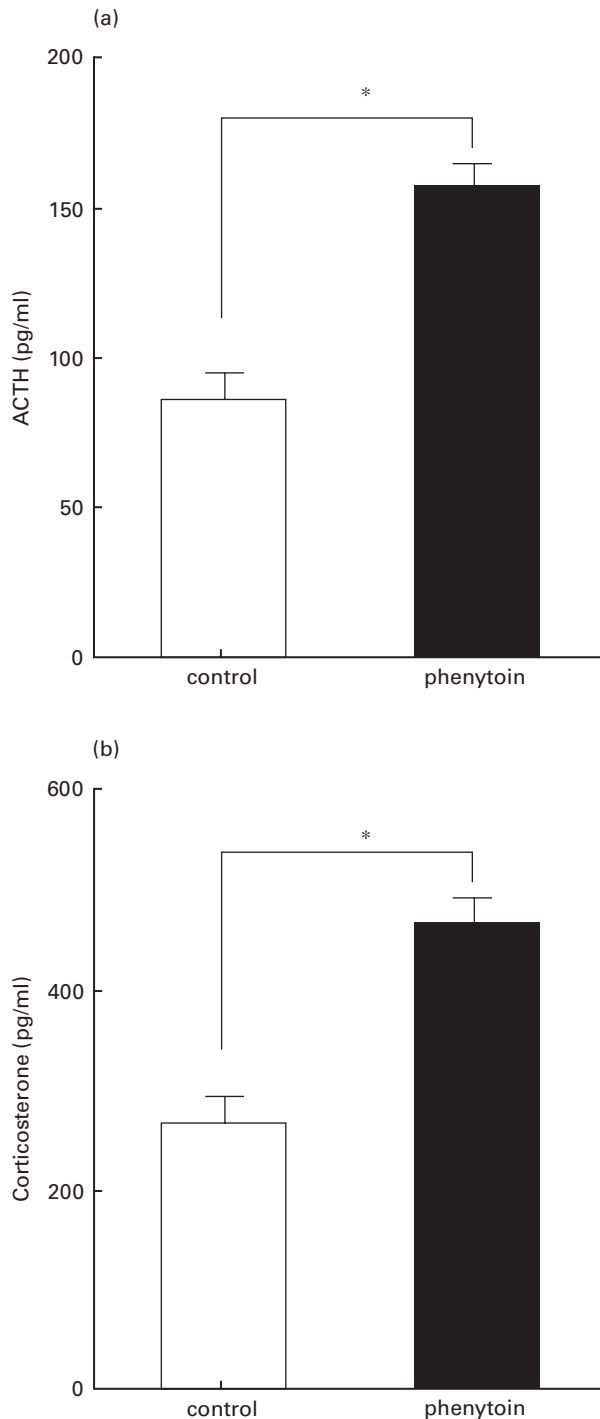 (a)
200
*
150
ACTH (pg/ml)
100
50
0
control phenytoin
(b)
600
*
Corticosterone (pg/ml)
400
200
0
control phenytoin